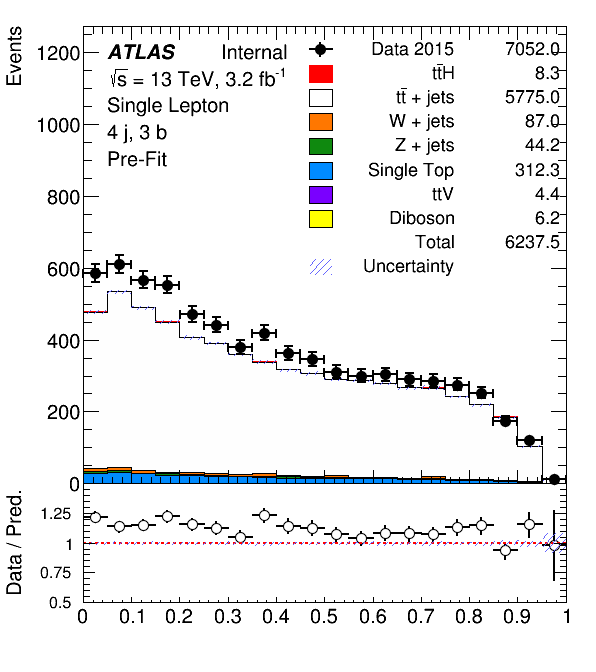 Events
ATLAS Internal
√s = 13 TeV, 3.2 fb⁻¹
Single Lepton
4 j, 3 b
Pre-Fit
Data 2015 7052.0
tt̄H 8.3
tt̄ + jets 5775.0
W + jets 87.0
Z + jets 44.2
Single Top 312.3
ttV 4.4
Diboson 6.2
Total 6237.5
Uncertainty
1200
1000
800
600
400
200
0
Data / Pred.
1.25
1
0.75
0.5
0 0.1 0.2 0.3 0.4 0.5 0.6 0.7 0.8 0.9 1